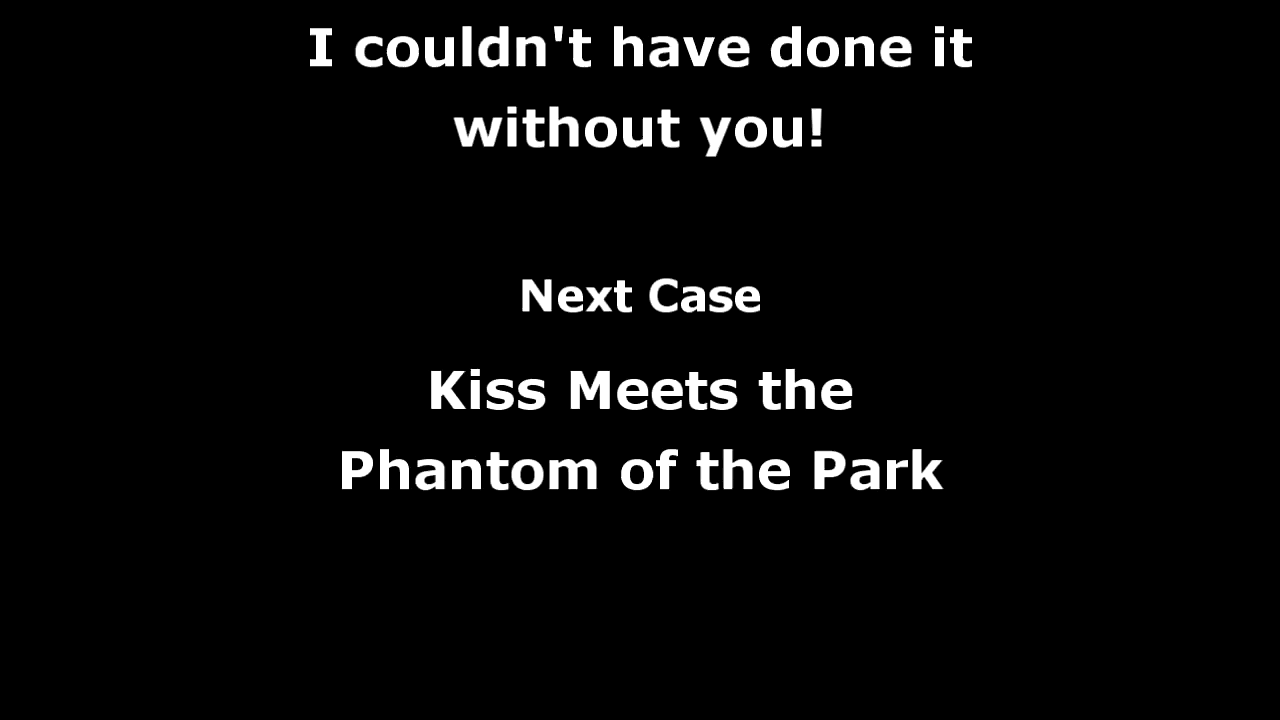 I couldn't have done it
without you!
Next Case
Kiss Meets the
Phantom of the Park